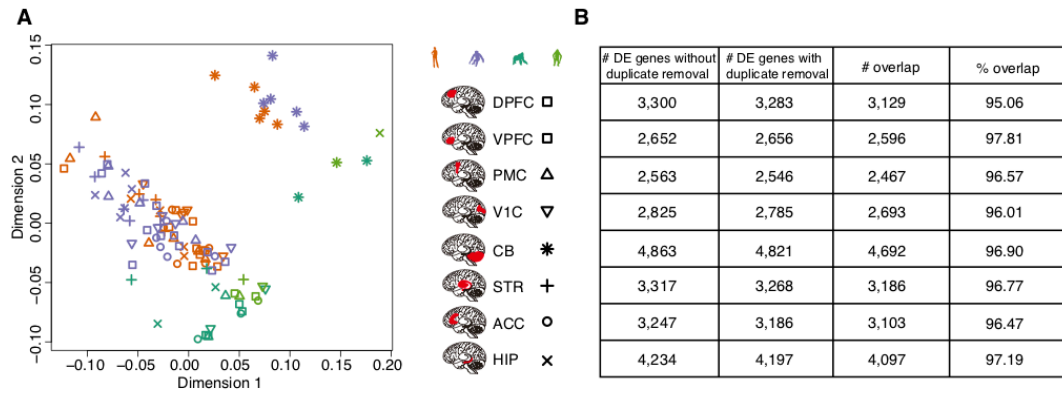 A
B
0.15
0.10
0.05
0.00
−0.05
−0.10
Dimension 2
−0.10 −0.05 0.00 0.05 0.10 0.15 0.20
Dimension 1
DPFC
VPFC
PMC
V1C
CB
STR
ACC
HIP
# DE genes without duplicate removal # DE genes with duplicate removal # overlap % overlap
3,300 3,283 3,129 95.06
2,652 2,656 2,596 97.81
2,563 2,546 2,467 96.57
2,825 2,785 2,693 96.01
4,863 4,821 4,692 96.90
3,317 3,268 3,186 96.77
3,247 3,186 3,103 96.47
4,234 4,197 4,097 97.19